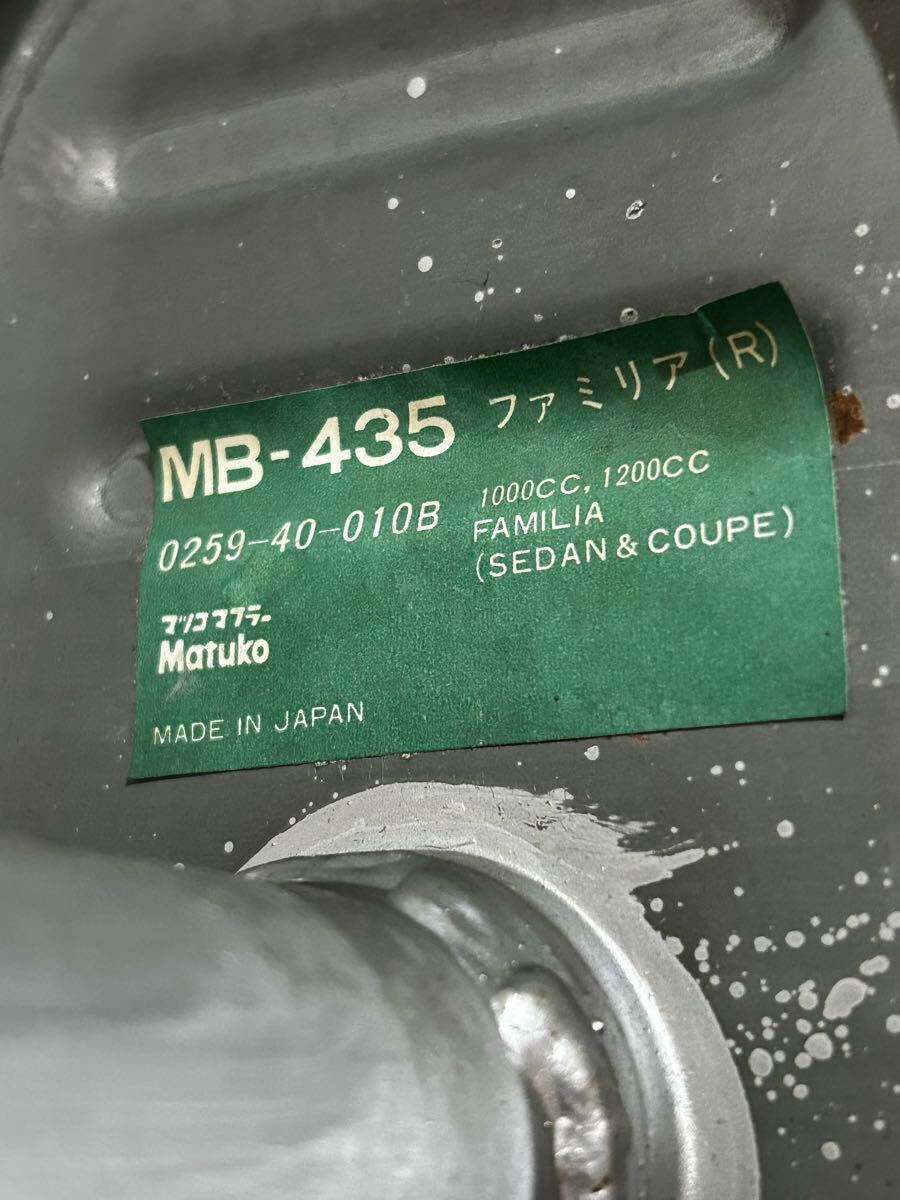 MB-435 ファミリア(R)
0259-40-010B
1000CC, 1200CC
FAMILIA
(SEDAN & COUPE)
マツコマフラー
Matuko
MADE IN JAPAN